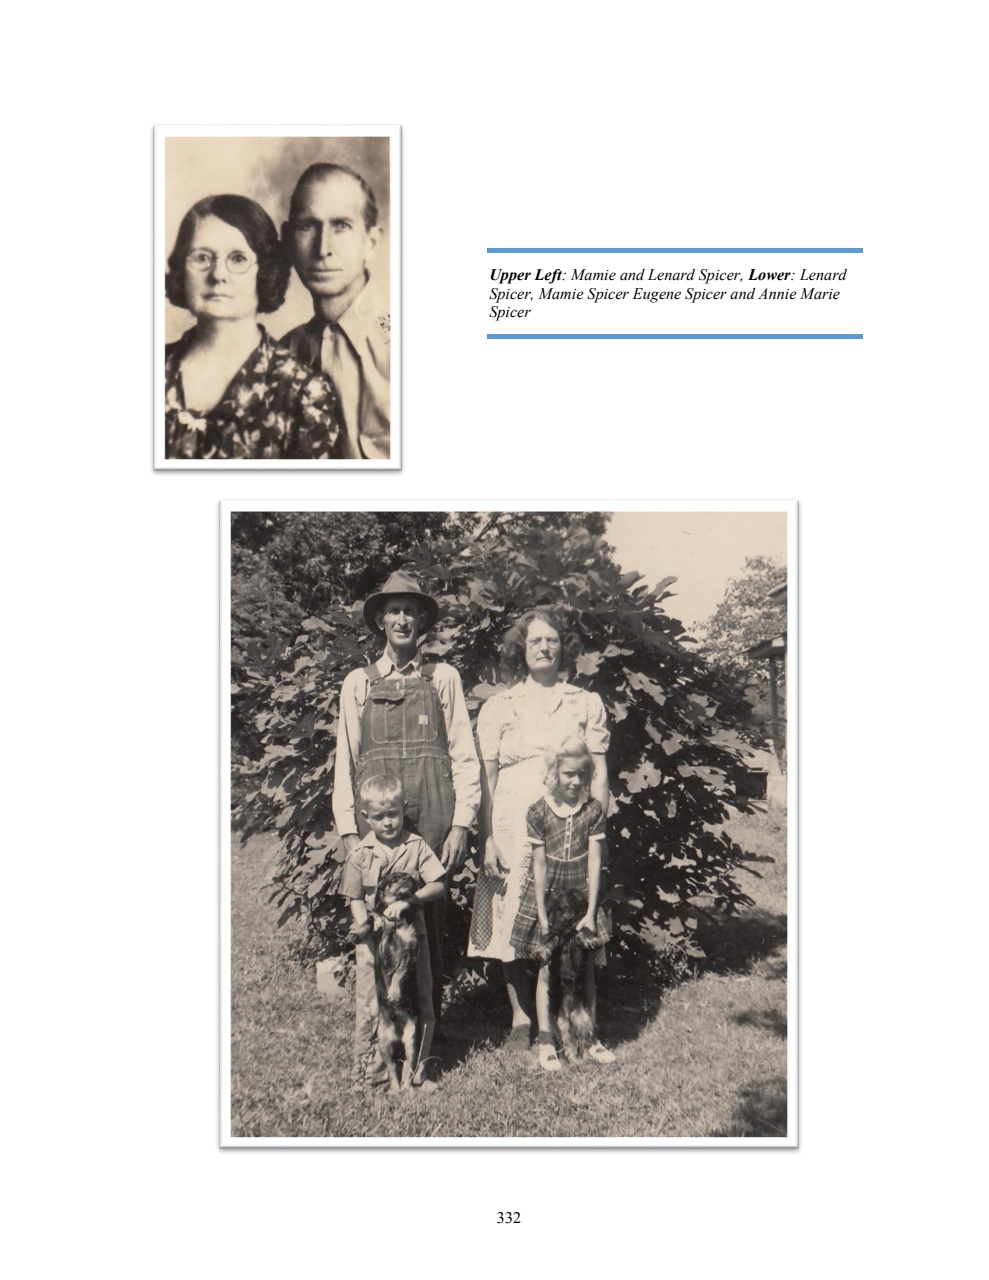 Upper Left: Mamie and Lenard Spicer, Lower: Lenard
Spicer, Mamie Spicer Eugene Spicer and Annie Marie
Spicer
332